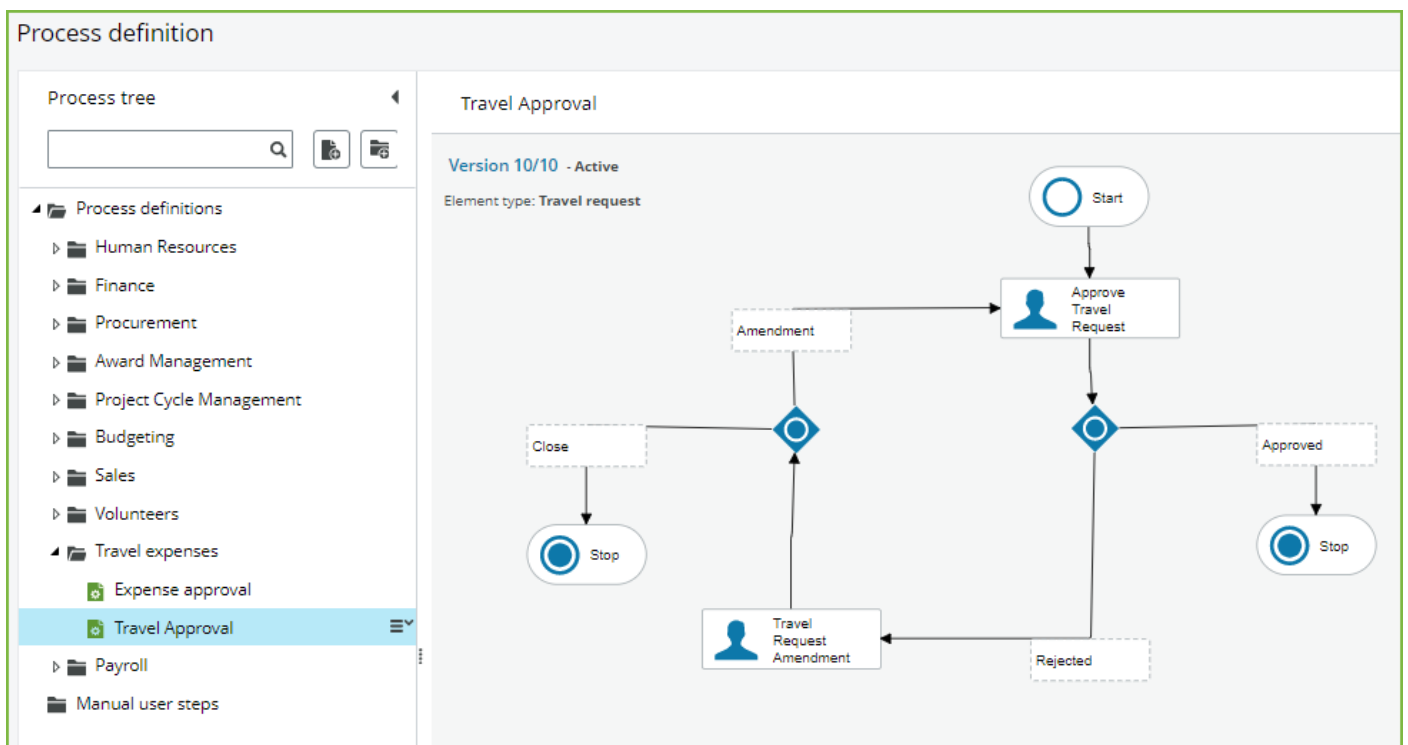 Process definition
Process tree
Travel Approval
Version 10/10 - Active
Element type: Travel request
Process definitions
Human Resources
Finance
Procurement
Award Management
Project Cycle Management
Budgeting
Sales
Volunteers
Travel expenses
Expense approval
Travel Approval
Payroll
Manual user steps
Start
Approve
Travel
Request
Amendment
Close
Approved
Stop
Stop
Travel
Request
Amendment
Rejected